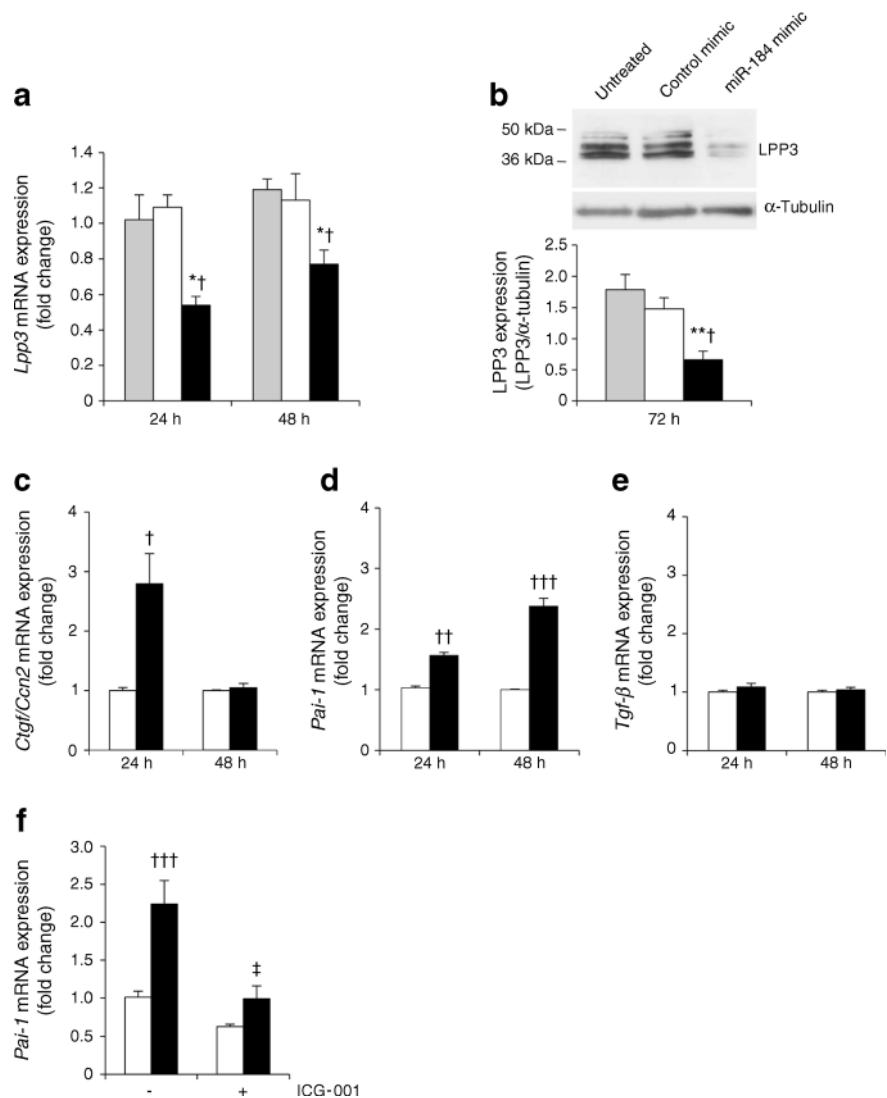 a
Lpp3 mRNA expression
(fold change)
1.4
1.2
1.0
0.8
0.6
0.4
0.2
0
*†
*†
24 h
48 h
b
Untreated
Control mimic
miR-184 mimic
50 kDa
36 kDa
LPP3
α-Tubulin
LPP3 expression
(LPP3/α-tubulin)
2.5
2.0
1.5
1.0
0.5
0
**†
72 h
c
Ctgf/Ccn2 mRNA expression
(fold change)
4
3
2
1
0
†
24 h
48 h
d
Pai-1 mRNA expression
(fold change)
4
3
2
1
0
††
†††
24 h
48 h
e
Tgf-β mRNA expression
(fold change)
4
3
2
1
0
24 h
48 h
f
Pai-1 mRNA expression
(fold change)
3.0
2.5
2.0
1.5
1.0
0.5
0
†††
‡
- + ICG-001